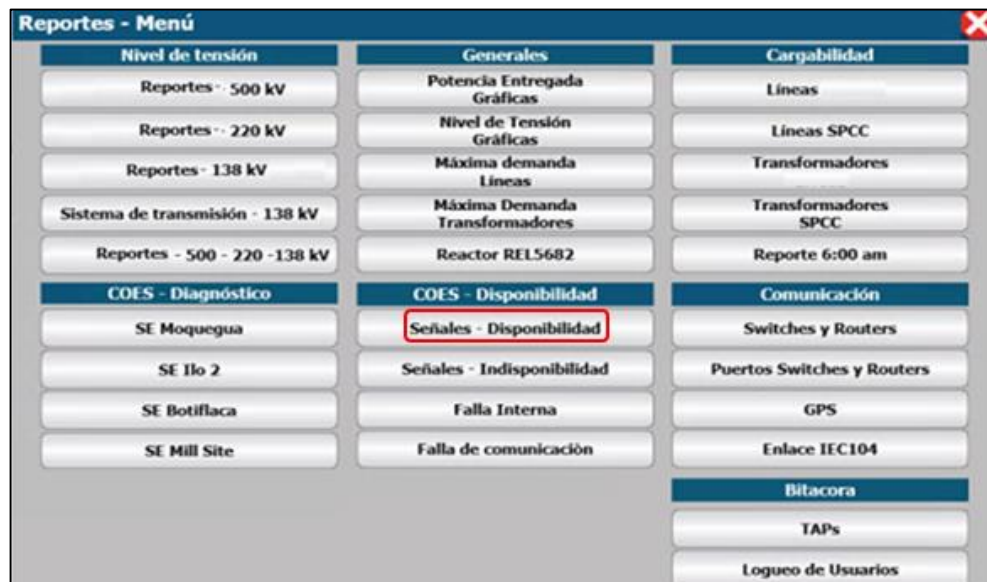 Reportes - Menú
Nivel de tensión
Reportes - 500 kV
Reportes - 220 kV
Reportes - 138 kV
Sistema de transmisión - 138 kV
Reportes - 500 - 220 -138 kV
Generales
Potencia Entregada
Gráficas
Nivel de Tensión
Gráficas
Máxima demanda
Líneas
Máxima Demanda
Transformadores
Reactor REL5682
Cargabilidad
Líneas
Líneas SPCC
Transformadores
Transformadores
SPCC
Reporte 6:00 am
COES - Diagnóstico
SE Moquegua
SE Ilo 2
SE Botiflaca
SE Mill Site
COES - Disponibilidad
Señales - Disponibilidad
Señales - Indisponibilidad
Falla Interna
Falla de comunicaciòn
Comunicación
Switches y Routers
Puertos Switches y Routers
GPS
Enlace IEC104
Bitacora
TAPs
Logueo de Usuarios